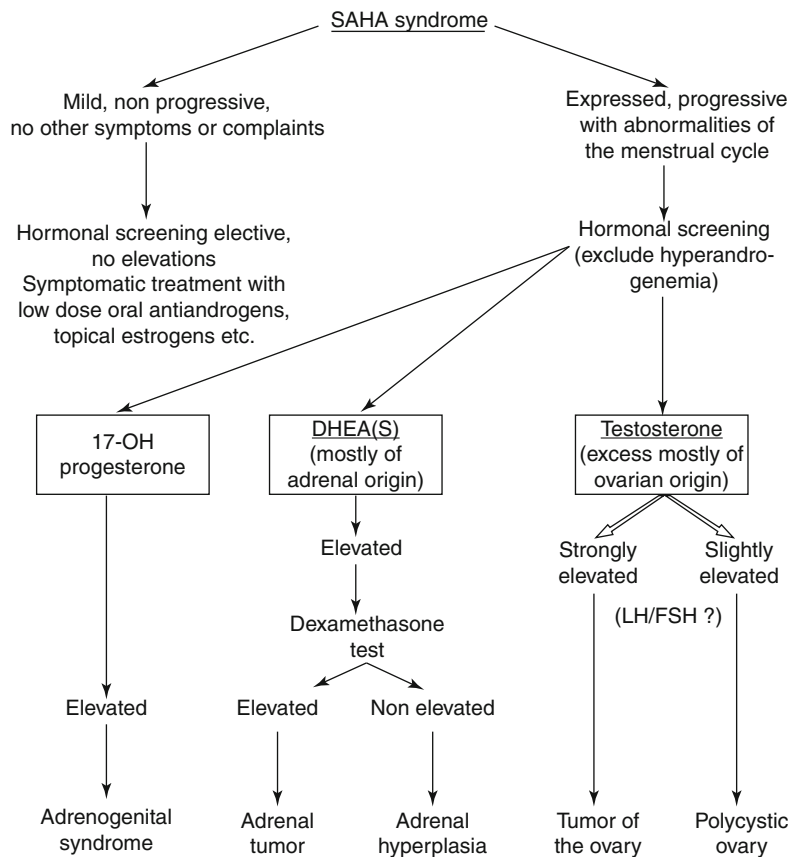 SAHA syndrome
Mild, non progressive,
no other symptoms or complaints
Expressed, progressive
with abnormalities of
the menstrual cycle
Hormonal screening elective,
no elevations
Symptomatic treatment with
low dose oral antiandrogens,
topical estrogens etc.
Hormonal screening
(exclude hyperandro-
genemia)
17-OH
progesterone
DHEA(S)
(mostly of
adrenal origin)
Testosterone
(excess mostly of
ovarian origin)
Elevated
Strongly
elevated
Slightly
elevated
(LH/FSH ?)
Dexamethasone
test
Elevated
Elevated
Non elevated
Adrenogenital
syndrome
Adrenal
tumor
Adrenal
hyperplasia
Tumor of
the ovary
Polycystic
ovary